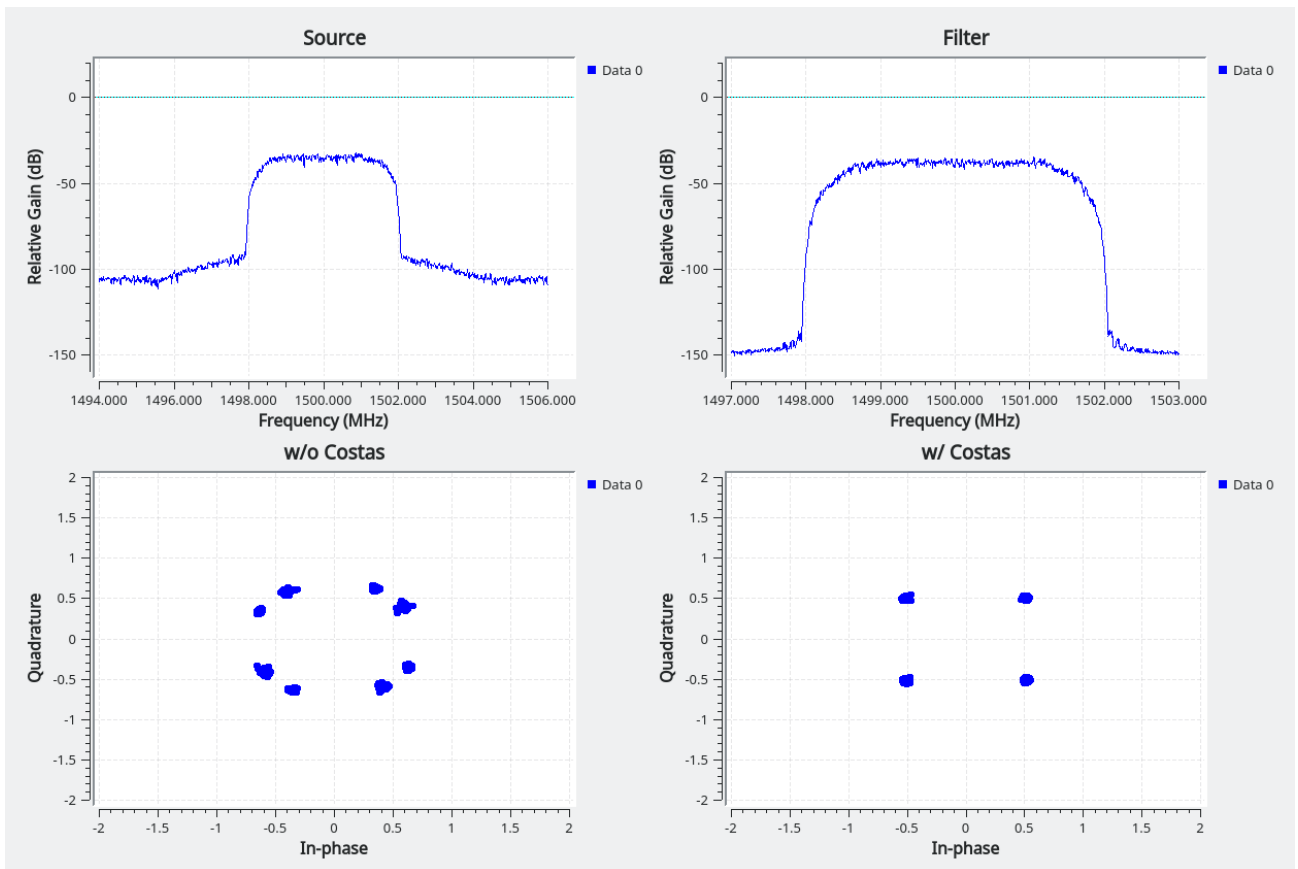 Source
Data 0
Relative Gain (dB)
0
-50
-100
-150
1494.000 1496.000 1498.000 1500.000 1502.000 1504.000 1506.000
Frequency (MHz)
Filter
Data 0
Relative Gain (dB)
0
-50
-100
-150
1497.000 1498.000 1499.000 1500.000 1501.000 1502.000 1503.000
Frequency (MHz)
w/o Costas
Data 0
Quadrature
2
1.5
1
0.5
0
-0.5
-1
-1.5
-2
-2 -1.5 -1 -0.5 0 0.5 1 1.5 2
In-phase
w/ Costas
Data 0
Quadrature
2
1.5
1
0.5
0
-0.5
-1
-1.5
-2
-2 -1.5 -1 -0.5 0 0.5 1 1.5 2
In-phase